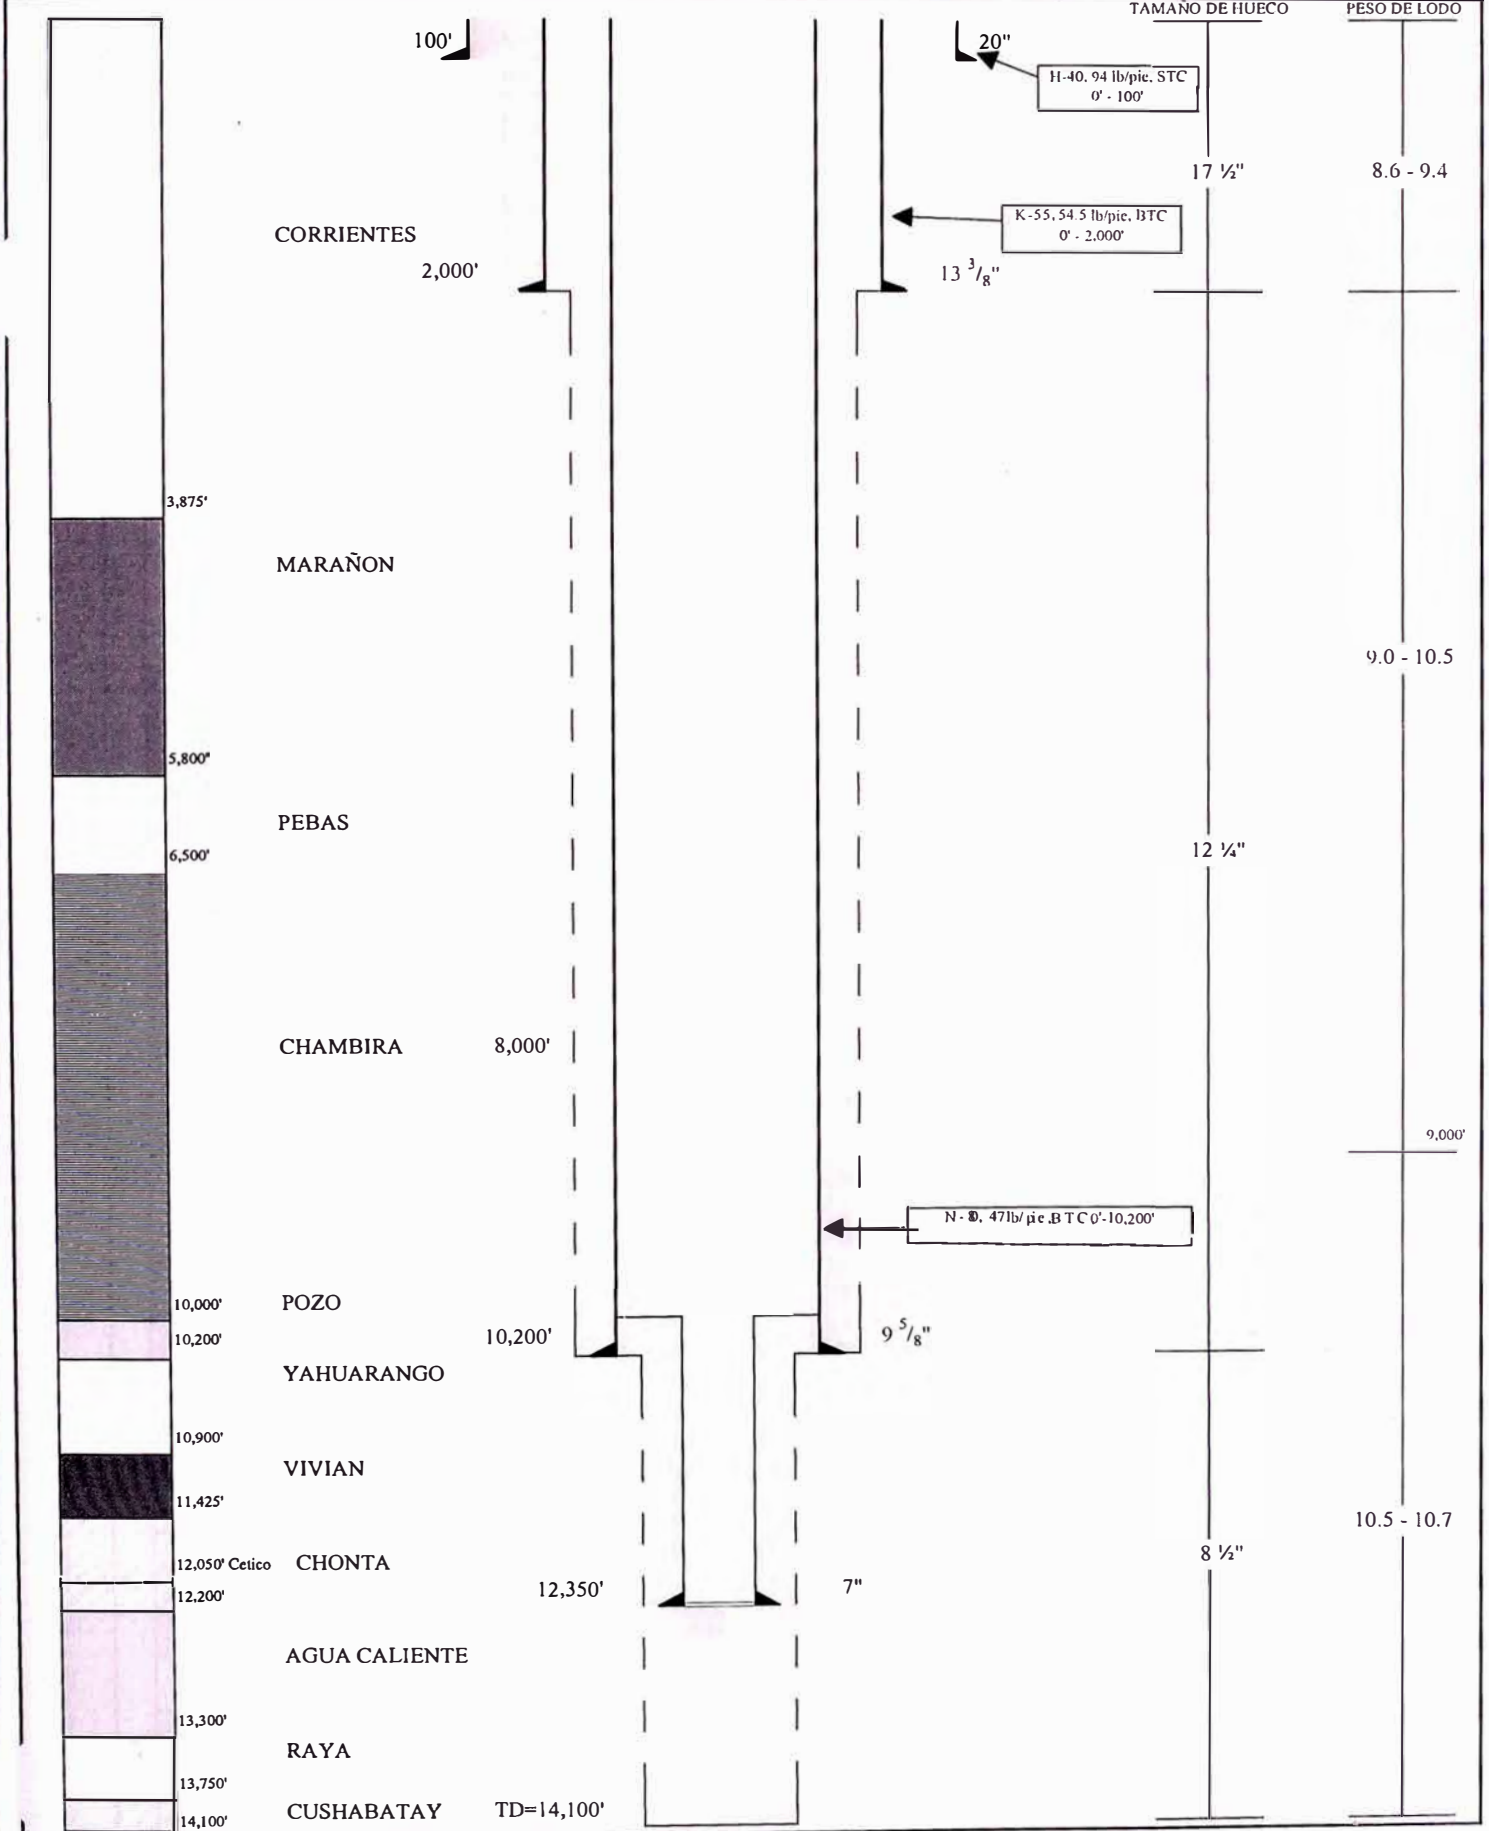 TAMAÑO DE HUECO PESO DE LODO
100' 20"
H-40, 94 lb/pie, STC
0' - 100'
17 ½" 8.6 - 9.4
K-55, 54.5 lb/pie, BTC
0' - 2,000'
CORRIENTES
2,000' 13 3/8"
3,875'
MARAÑON
9.0 - 10.5
5,800"
PEBAS
12 ¼"
6,500'
CHAMBIRA 8,000'
9,000'
N - 80, 47lb/ pie ,B T C 0'-10,200'
10,000' POZO
10,200' 10,200' 9 5/8"
YAHUARANGO
10,900'
VIVIAN
11,425'
10.5 - 10.7
8 ½"
12,050' Cetico CHONTA
12,350' 7"
12,200'
AGUA CALIENTE
13,300'
RAYA
13,750'
CUSHABATAY TD=14,100'
14,100'